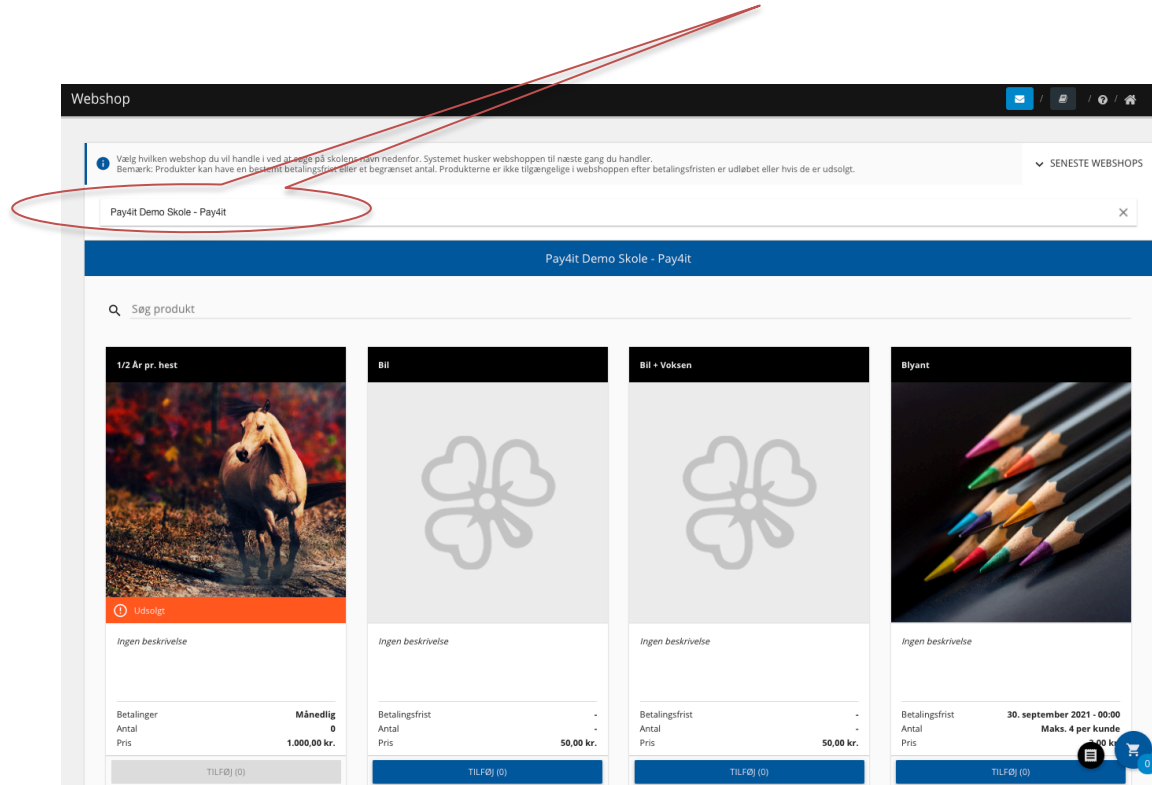 Webshop
/ / /
Vælg hvilken webshop du vil handle i ved at søge på skolens navn nedenfor. Systemet husker webshoppen til næste gang du handler.
Bemærk: Produkter kan have en bestemt betalingsfrist eller et begrænset antal. Produkterne er ikke tilgængelige i webshoppen efter betalingsfristen er udløbet eller hvis de er udsolgt.
SENESTE WEBSHOPS
Pay4it Demo Skole - Pay4it
Pay4it Demo Skole - Pay4it
Søg produkt
1/2 År pr. hest
Udsolgt
Ingen beskrivelse
Betalinger Månedlig
Antal 0
Pris 1.000,00 kr.
TILFØJ (0)
Bil
Ingen beskrivelse
Betalingsfrist -
Antal -
Pris 50,00 kr.
TILFØJ (0)
Bil + Voksen
Ingen beskrivelse
Betalingsfrist -
Antal -
Pris 50,00 kr.
TILFØJ (0)
Blyant
Ingen beskrivelse
Betalingsfrist 30. september 2021 - 00:00
Antal Maks. 4 per kunde
Pris
TILFØJ (0)
0